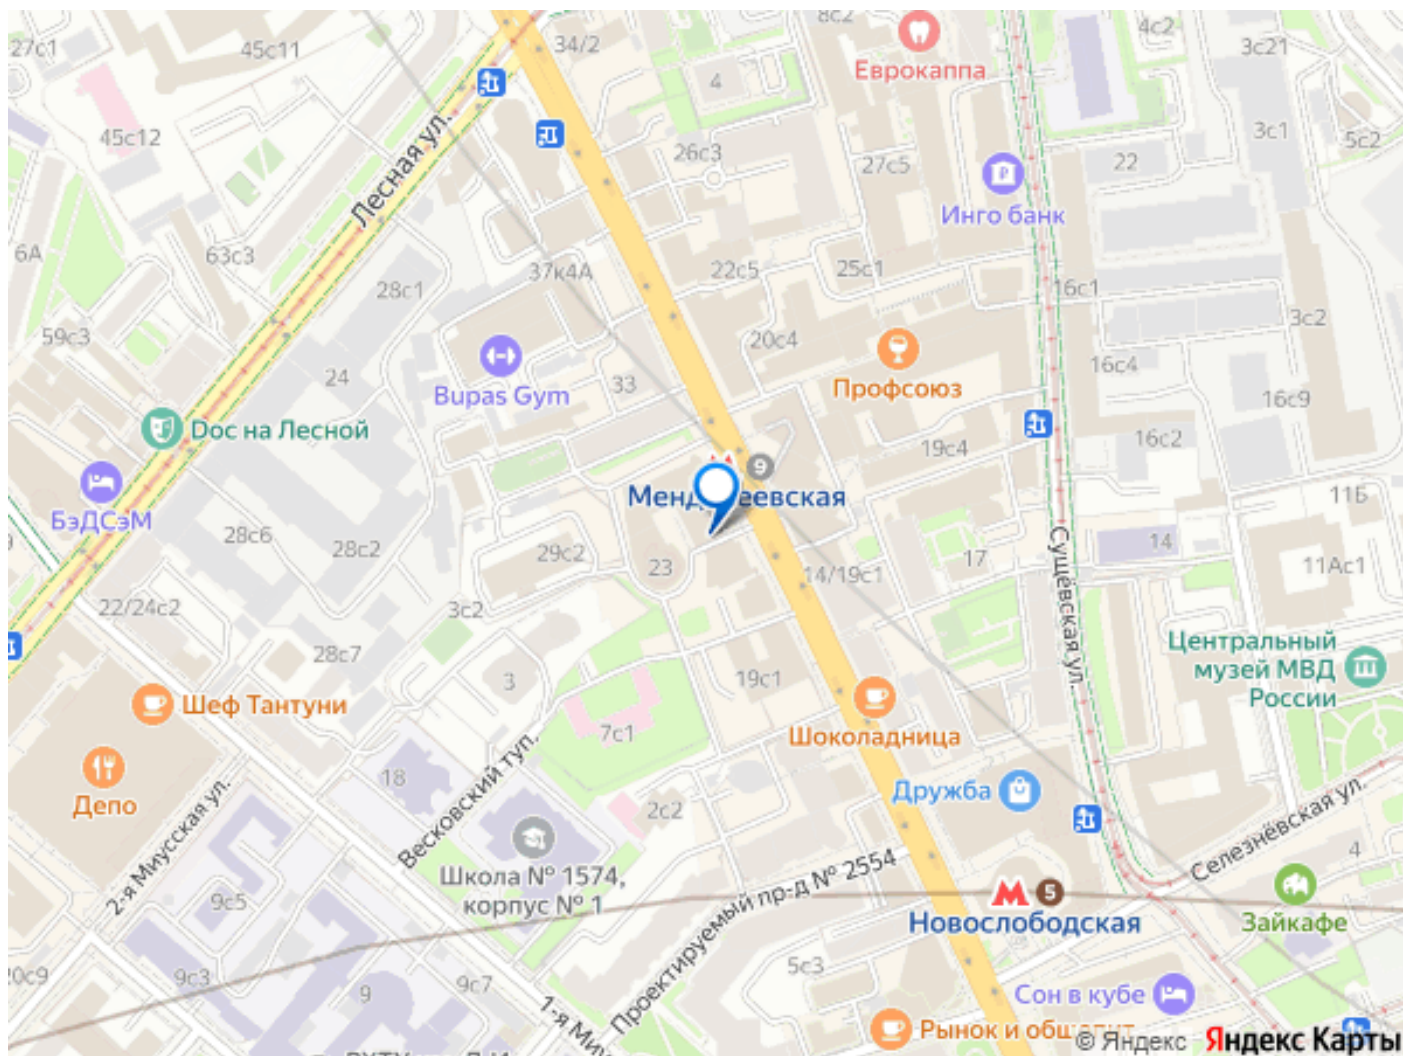 27с1
45с11
34/2
8с2
4с2
3с21
Еврокаппа
4
45с12
26с3
27с5
22
3с1
5с2
Лесная ул.
Инго банк
6А
63с3
28с1
37к4А
22с5
25с1
16с1
59с3
20с4
3с2
24
Bupas Gym
33
Профсоюз
16с4
16с9
Doc на Лесной
19с4
16с2
9
БэДСэМ
11Б
28с6
28с2
29с2
23
14/19с1
17
14
11Ас1
22/24с2
3с2
Сущёвская ул.
28с7
3
19с1
Центральный
музей МВД
России
Шеф Тантуни
7с1
Шоколадница
Депо
18
Весковский туп.
2с2
Дружба
2-я Миусская ул.
Школа № 1574,
корпус № 1
Проектируемый пр-д № 2554
Селезнёвская ул.
4
9с5
5
Новослободская
Зайкафе
9с3
9
9с7
5с3
Сон в кубе
Рынок и общепит
© Яндекс
Яндекс Карты